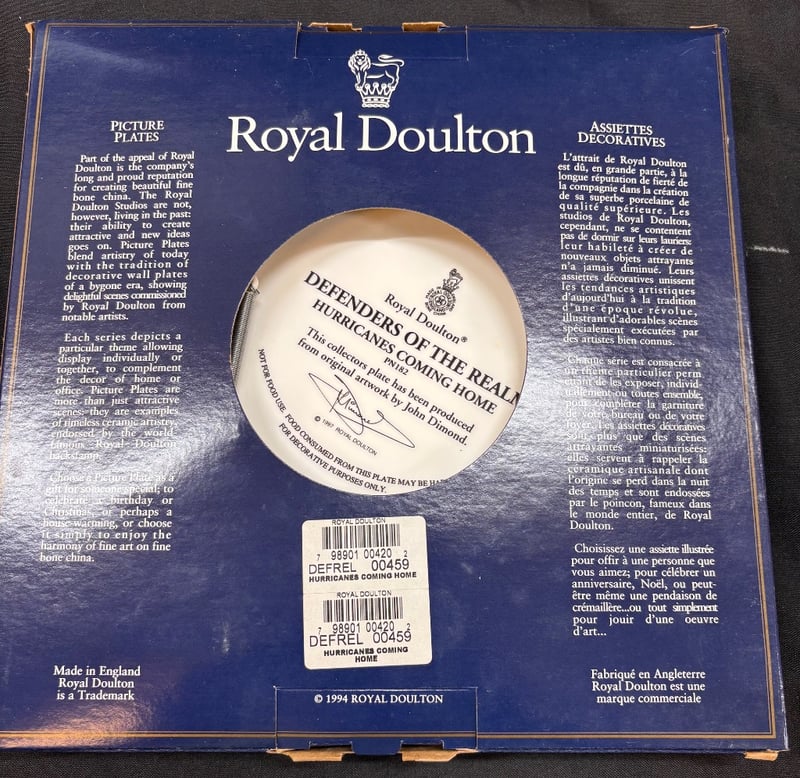 Royal Doulton
PICTURE
PLATES
Part of the appeal of Royal
Doulton is the company's
long and proud reputation
for creating beautiful fine
bone china. The Royal
Doulton Studios are not,
however, living in the past:
their ability to create
attractive and new ideas
goes on. Picture Plates
blend artistry of today
with the tradition of
decorative wall plates
of a bygone era, showing
delightful scenes commissioned
by Royal Doulton from
notable artists.
Each series depicts a
particular theme allowing
display individually or
together, to complement
the decor of home or
office. Picture Plates are
more than just attractive
scenes: they are examples
of timeless ceramic artistry,
endorsed by the world
famous Royal Doulton
backstamp.
Choose a Picture Plate as a
gift for someone special; to
celebrate a birthday or
Christmas, or perhaps a
house-warming, or choose
it simply to enjoy the
harmony of fine art on fine
bone china.
Made in England
Royal Doulton
is a Trademark
Royal Doulton®
DEFENDERS OF THE REALM
HURRICANES COMING HOME
PN182
This collectors plate has been produced
from original artwork by John Dimond.
© 1997 ROYAL DOULTON
NOT FOR FOOD USE. FOOD CONSUMED FROM THIS PLATE MAY BE HA
FOR DECORATIVE PURPOSES ONLY.
ROYAL DOULTON
7 98901 00420 2
DEFREL 00459
HURRICANES COMING HOME
ROYAL DOULTON
7 98901 00420 2
DEFREL 00459
HURRICANES COMING
HOME
© 1994 ROYAL DOULTON
ASSIETTES
DECORATIVES
L'attrait de Royal Doulton
est dû, en grande partie, à la
longue réputation de fierté de
la compagnie dans la création
de sa superbe porcelaine de
qualité supérieure. Les
studios de Royal Doulton,
cependant, ne se contentent
pas de dormir sur leurs lauriers:
leur habileté à créer de
nouveaux objets attrayants
n'a jamais diminué. Leurs
assiettes décoratives unissent
les tendances artistiques
d'aujourd'hui à la tradition
d'une époque révolue,
illustrant d'adorables scènes
spécialement exécutées par
des artistes bien connus.
Chaque série est consacrée à
un thème particulier perm
ettant de les exposer, individ-
uellement ou toutes ensemble,
pour compléter la garniture
de votre bureau ou de votre
foyer. Les assiettes décoratives
sont plus que des scènes
attrayantes miniaturisées:
elles servent à rappeler la
céramique artisanale dont
l'origine se perd dans la nuit
des temps et sont endossées
par le poincon, fameux dans
le monde entier, de Royal
Doulton.
Choisissez une assiette illustrée
pour offrir à une personne que
vous aimez; pour célébrer un
anniversaire, Noël, ou peut-
être même une pendaison de
crémaillère...ou tout simplement
pour jouir d'une oeuvre
d'art...
Fabriqué en Angleterre
Royal Doulton est une
marque commerciale